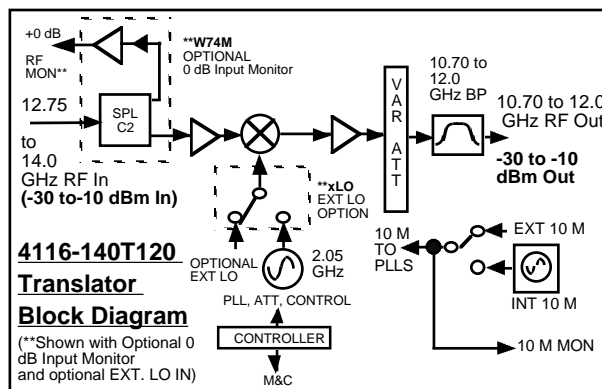 +0 dB
RF
MON**
**W74M
OPTIONAL
0 dB Input Monitor
SPL
C2
12.75
to
14.0
GHz RF In
(-30 to-10 dBm In)
VAR ATT
10.70 to
12.0
GHz BP
10.70 to 12.0
GHz RF Out
-30 to -10
dBm Out
**xLO
EXT LO
OPTION
OPTIONAL
EXT LO
2.05
GHz
10 M
TO
PLLS
EXT 10 M
INT 10 M
10 M MON
4116-140T120
Translator
Block Diagram
(**Shown with Optional 0
dB Input Monitor
and optional EXT. LO IN)
PLL, ATT, CONTROL
CONTROLLER
M&C